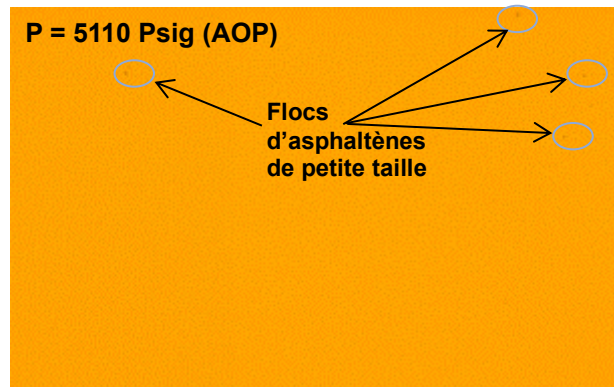 P = 5110 Psig (AOP)
Flocs
d'asphaltènes
de petite taille